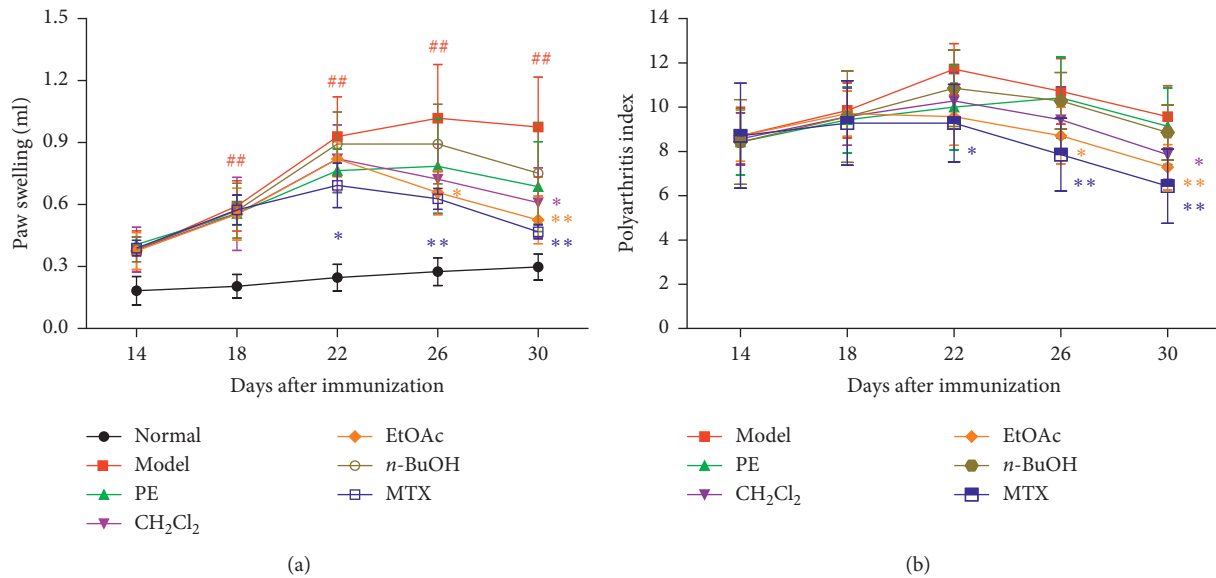 1.5
1.2
0.9
0.6
0.3
0.0
Paw swelling (ml)
##
##
##
##
*
*
**
*
**
**
14
18
22
26
30
Days after immunization
Normal
Model
PE
CH₂Cl₂
EtOAc
n-BuOH
MTX
(a)
14
12
10
8
6
4
2
0
Polyarthritis index
*
*
**
*
**
**
14
18
22
26
30
Days after immunization
Model
PE
CH₂Cl₂
EtOAc
n-BuOH
MTX
(b)